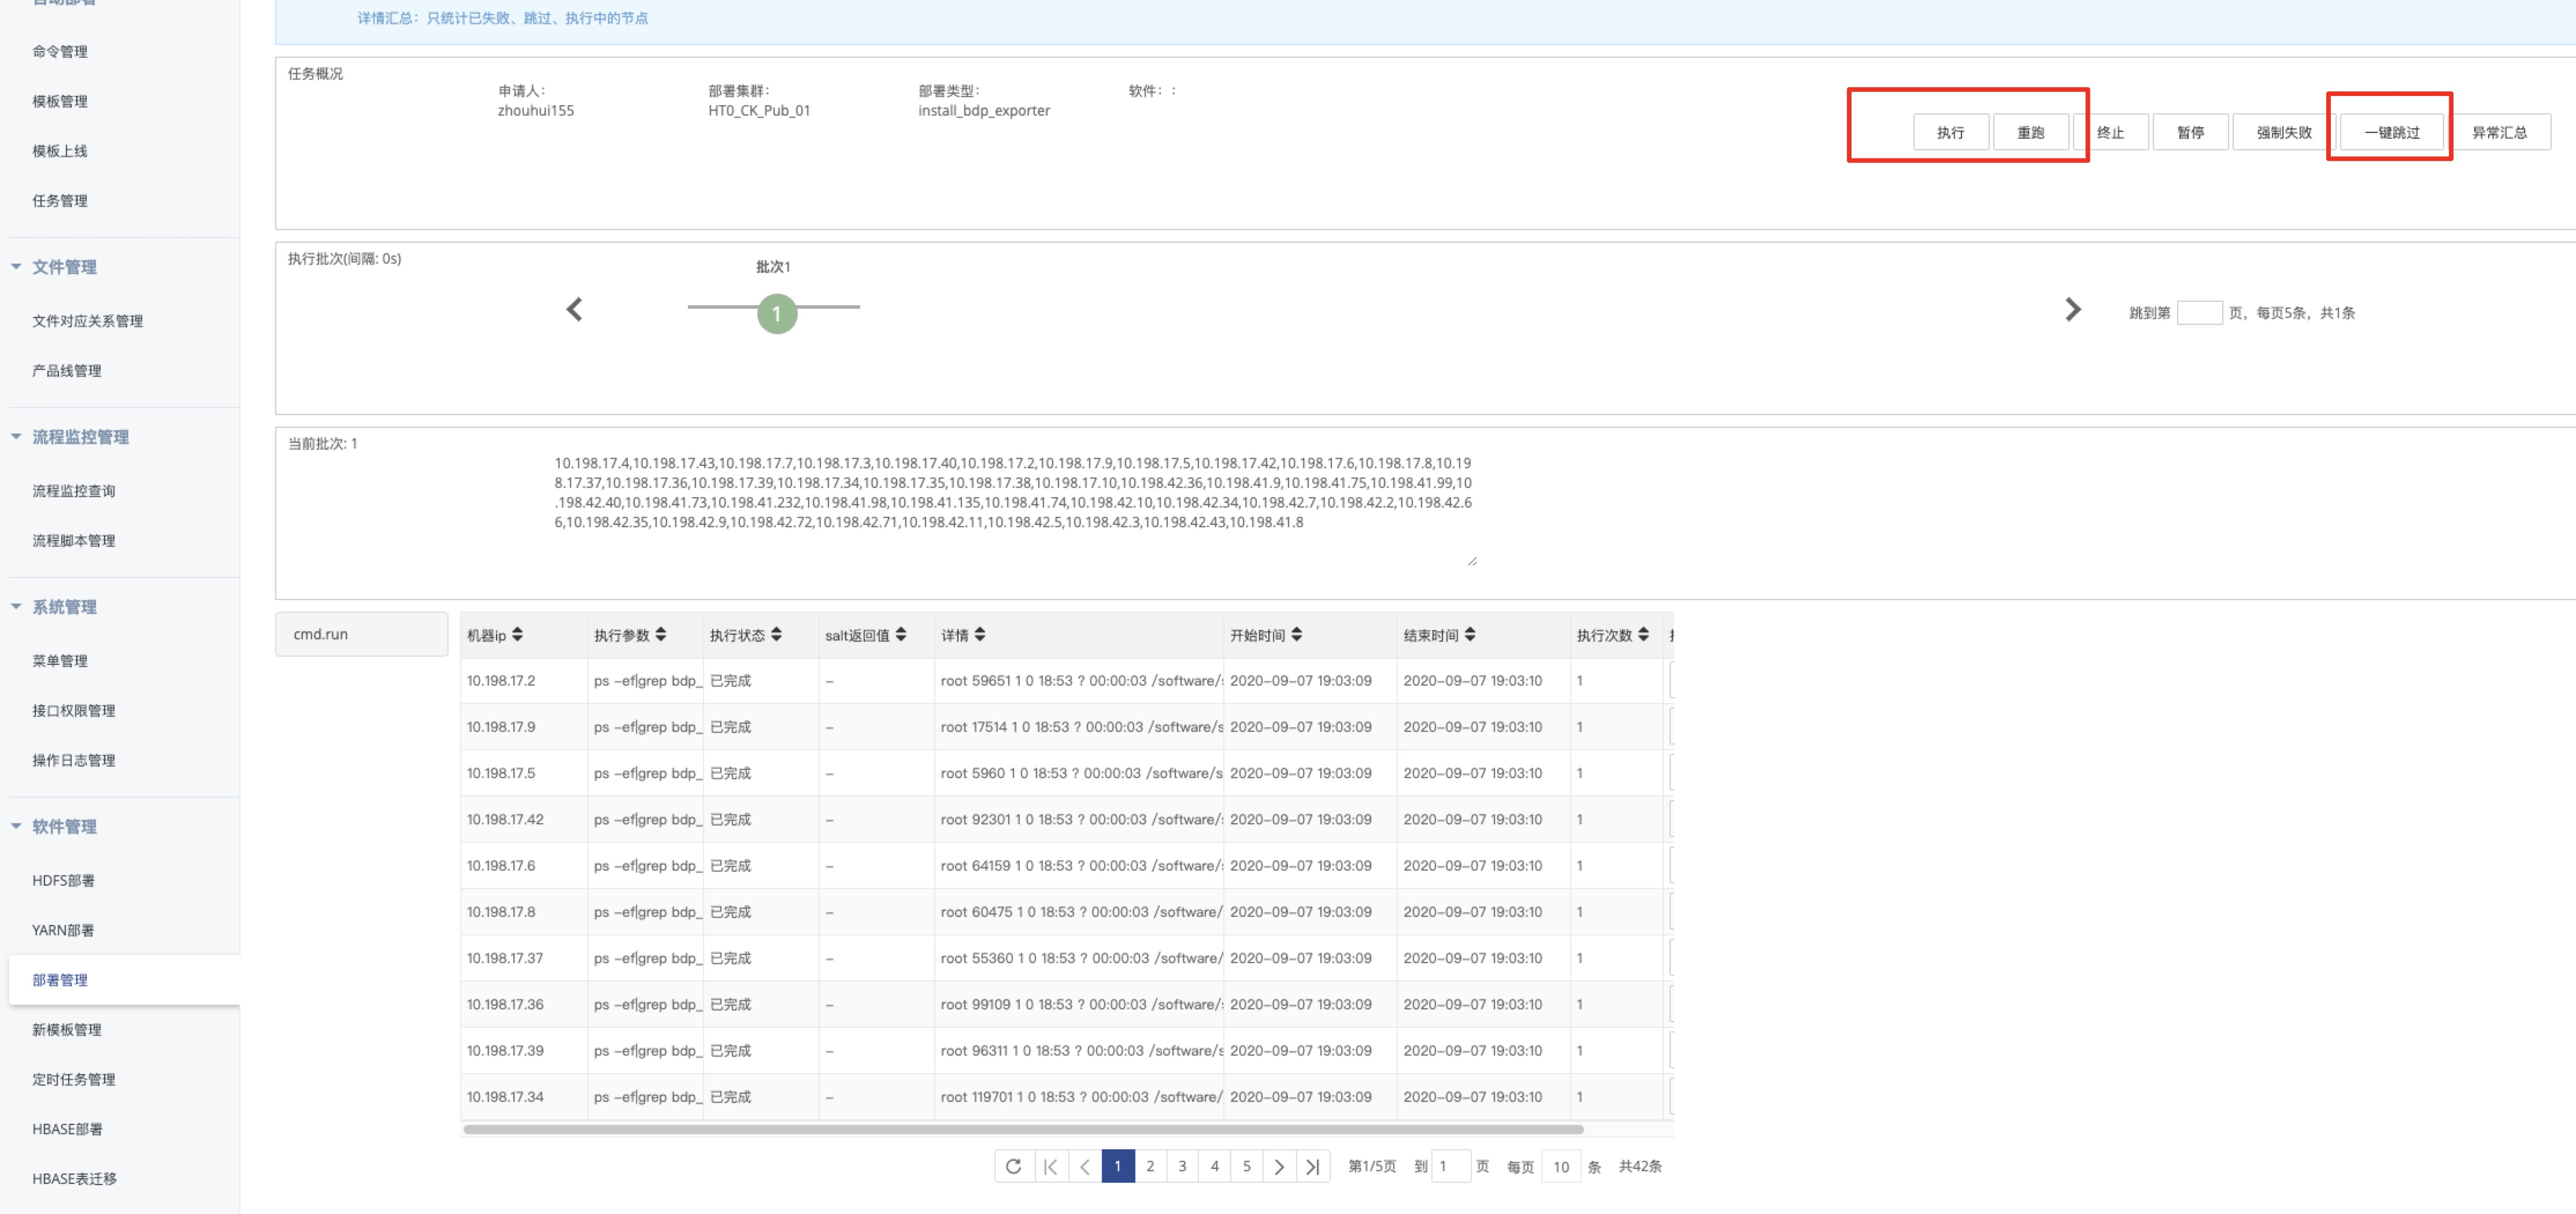 命令管理
模板管理
模板上线
任务管理
文件管理
文件对应关系管理
产品线管理
流程监控管理
流程监控查询
流程脚本管理
系统管理
菜单管理
接口权限管理
操作日志管理
软件管理
HDFS部署
YARN部署
部署管理
新模板管理
定时任务管理
HBASE部署
HBASE表迁移
详情汇总: 只统计已失败、跳过、执行中的节点
任务概况
申请人:
zhouhui155
部署集群:
HT0_CK_Pub_01
部署类型:
install_bdp_exporter
软件: :
执行 重跑 终止 暂停 强制失败 一键跳过 异常汇总
执行批次(间隔: 0s)
批次1
1
跳到第 页, 每页5条, 共1条
当前批次: 1
10.198.17.4,10.198.17.43,10.198.17.7,10.198.17.3,10.198.17.40,10.198.17.2,10.198.17.9,10.198.17.5,10.198.17.42,10.198.17.6,10.198.17.8,10.19
8.17.37,10.198.17.36,10.198.17.39,10.198.17.34,10.198.17.35,10.198.17.38,10.198.17.10,10.198.42.36,10.198.41.9,10.198.41.75,10.198.41.99,10
.198.42.40,10.198.41.73,10.198.41.232,10.198.41.98,10.198.41.135,10.198.41.74,10.198.42.10,10.198.42.34,10.198.42.7,10.198.42.2,10.198.42.6
6,10.198.42.35,10.198.42.9,10.198.42.72,10.198.42.71,10.198.42.11,10.198.42.5,10.198.42.3,10.198.42.43,10.198.41.8
cmd.run
机器ip 执行参数 执行状态 salt返回值 详情 开始时间 结束时间 执行次数
10.198.17.2 ps -ef|grep bdp_ 已完成 - root 59651 1 0 18:53 ? 00:00:03 /software/ 2020-09-07 19:03:09 2020-09-07 19:03:10 1
10.198.17.9 ps -ef|grep bdp_ 已完成 - root 17514 1 0 18:53 ? 00:00:03 /software/s 2020-09-07 19:03:09 2020-09-07 19:03:10 1
10.198.17.5 ps -ef|grep bdp_ 已完成 - root 5960 1 0 18:53 ? 00:00:03 /software/s 2020-09-07 19:03:09 2020-09-07 19:03:10 1
10.198.17.42 ps -ef|grep bdp_ 已完成 - root 92301 1 0 18:53 ? 00:00:03 /software/ 2020-09-07 19:03:09 2020-09-07 19:03:10 1
10.198.17.6 ps -ef|grep bdp_ 已完成 - root 64159 1 0 18:53 ? 00:00:03 /software/ 2020-09-07 19:03:09 2020-09-07 19:03:10 1
10.198.17.8 ps -ef|grep bdp_ 已完成 - root 60475 1 0 18:53 ? 00:00:03 /software/ 2020-09-07 19:03:09 2020-09-07 19:03:10 1
10.198.17.37 ps -ef|grep bdp_ 已完成 - root 55360 1 0 18:53 ? 00:00:03 /software/ 2020-09-07 19:03:09 2020-09-07 19:03:10 1
10.198.17.36 ps -ef|grep bdp_ 已完成 - root 99109 1 0 18:53 ? 00:00:03 /software/ 2020-09-07 19:03:09 2020-09-07 19:03:10 1
10.198.17.39 ps -ef|grep bdp_ 已完成 - root 96311 1 0 18:53 ? 00:00:03 /software/s 2020-09-07 19:03:09 2020-09-07 19:03:10 1
10.198.17.34 ps -ef|grep bdp_ 已完成 - root 119701 1 0 18:53 ? 00:00:03 /software/ 2020-09-07 19:03:09 2020-09-07 19:03:10 1
1 2 3 4 5 第1/5页 到 1 页 每页 10 条 共42条